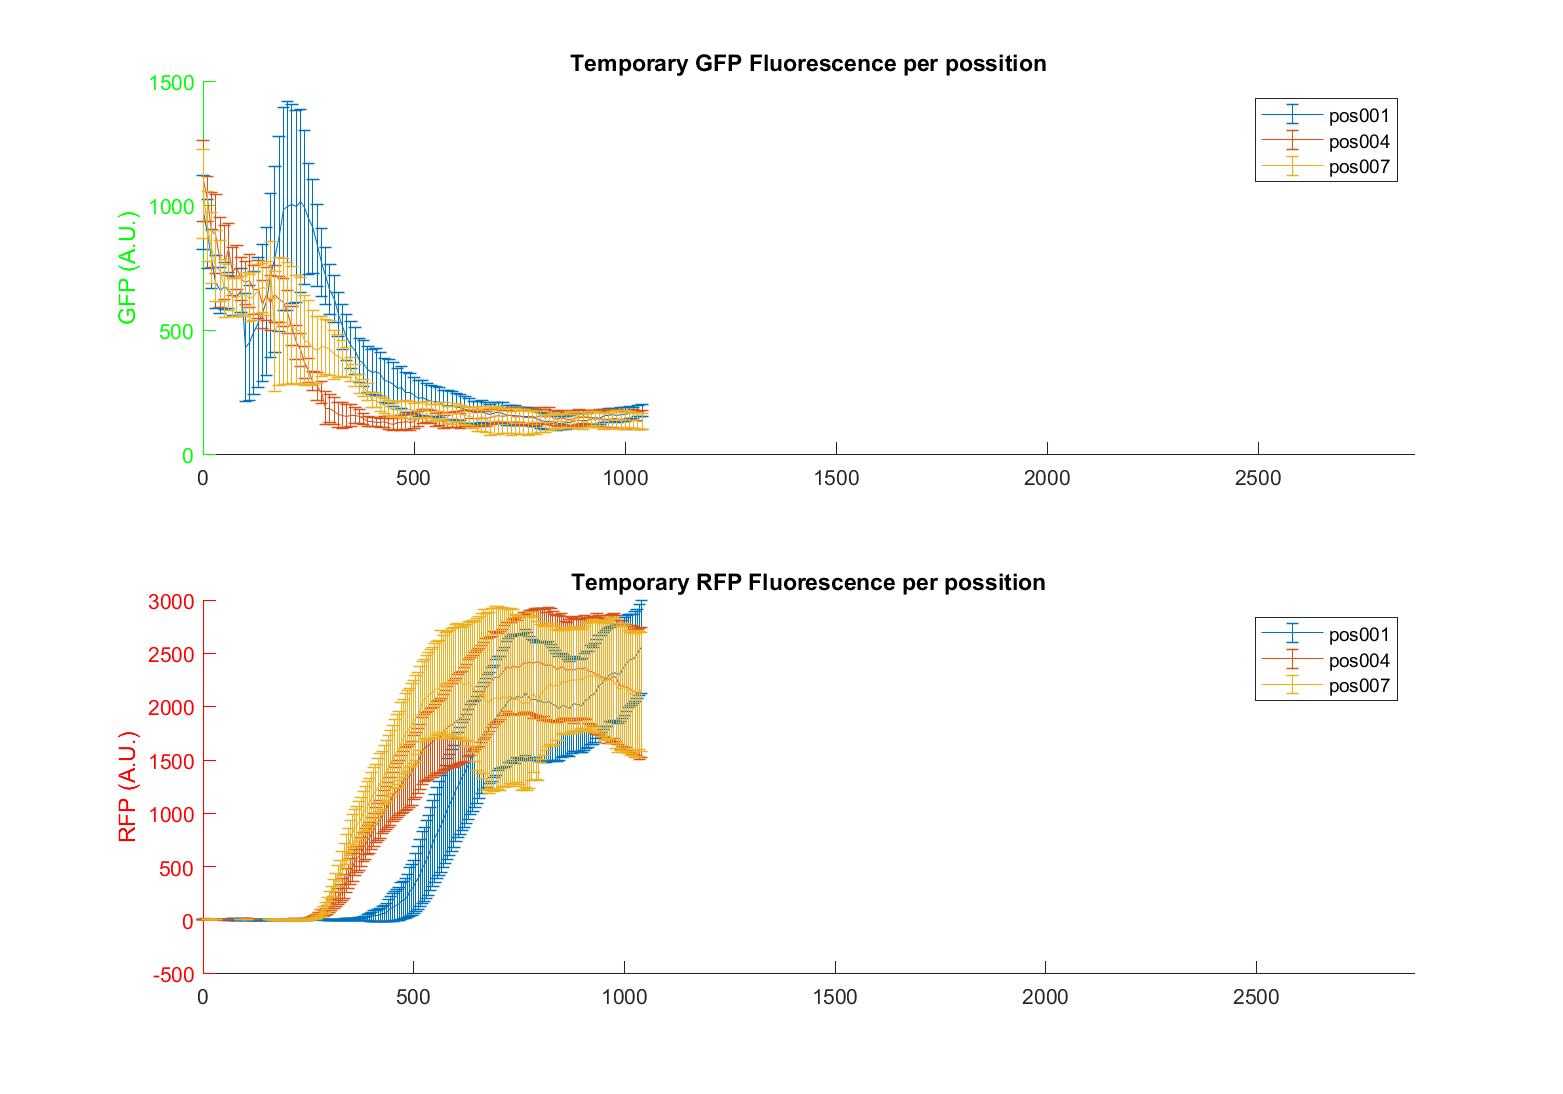 Temporary GFP Fluorescence per possition
1500
1000
500
0
GFP (A.U.)
pos001
pos004
pos007
0 500 1000 1500 2000 2500
Temporary RFP Fluorescence per possition
3000
2500
2000
1500
1000
500
0
-500
RFP (A.U.)
pos001
pos004
pos007
0 500 1000 1500 2000 2500